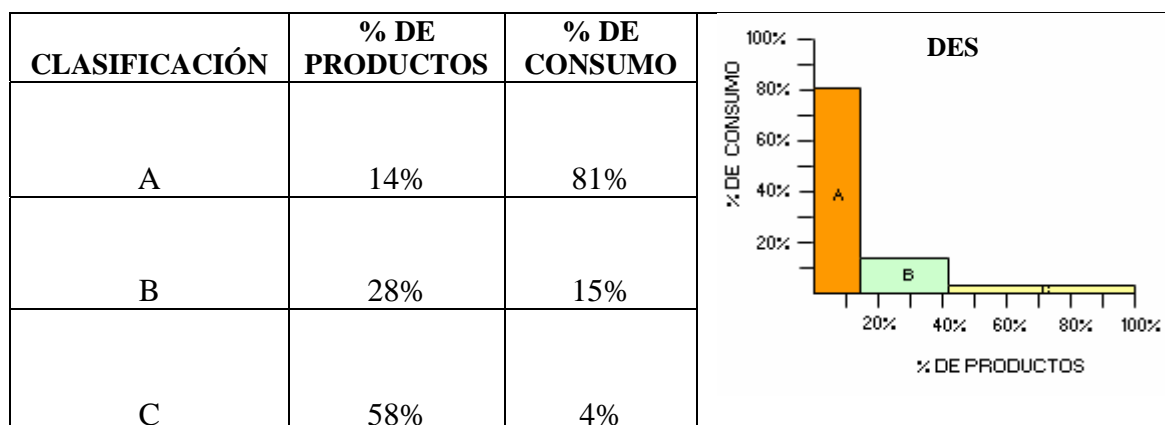 CLASIFICACIÓN
% DE
PRODUCTOS
% DE
CONSUMO
A
14%
81%
B
28%
15%
C
58%
4%
DES
100%
80%
60%
40%
20%
% DE CONSUMO
A
B
20%
40%
60%
80%
100%
% DE PRODUCTOS